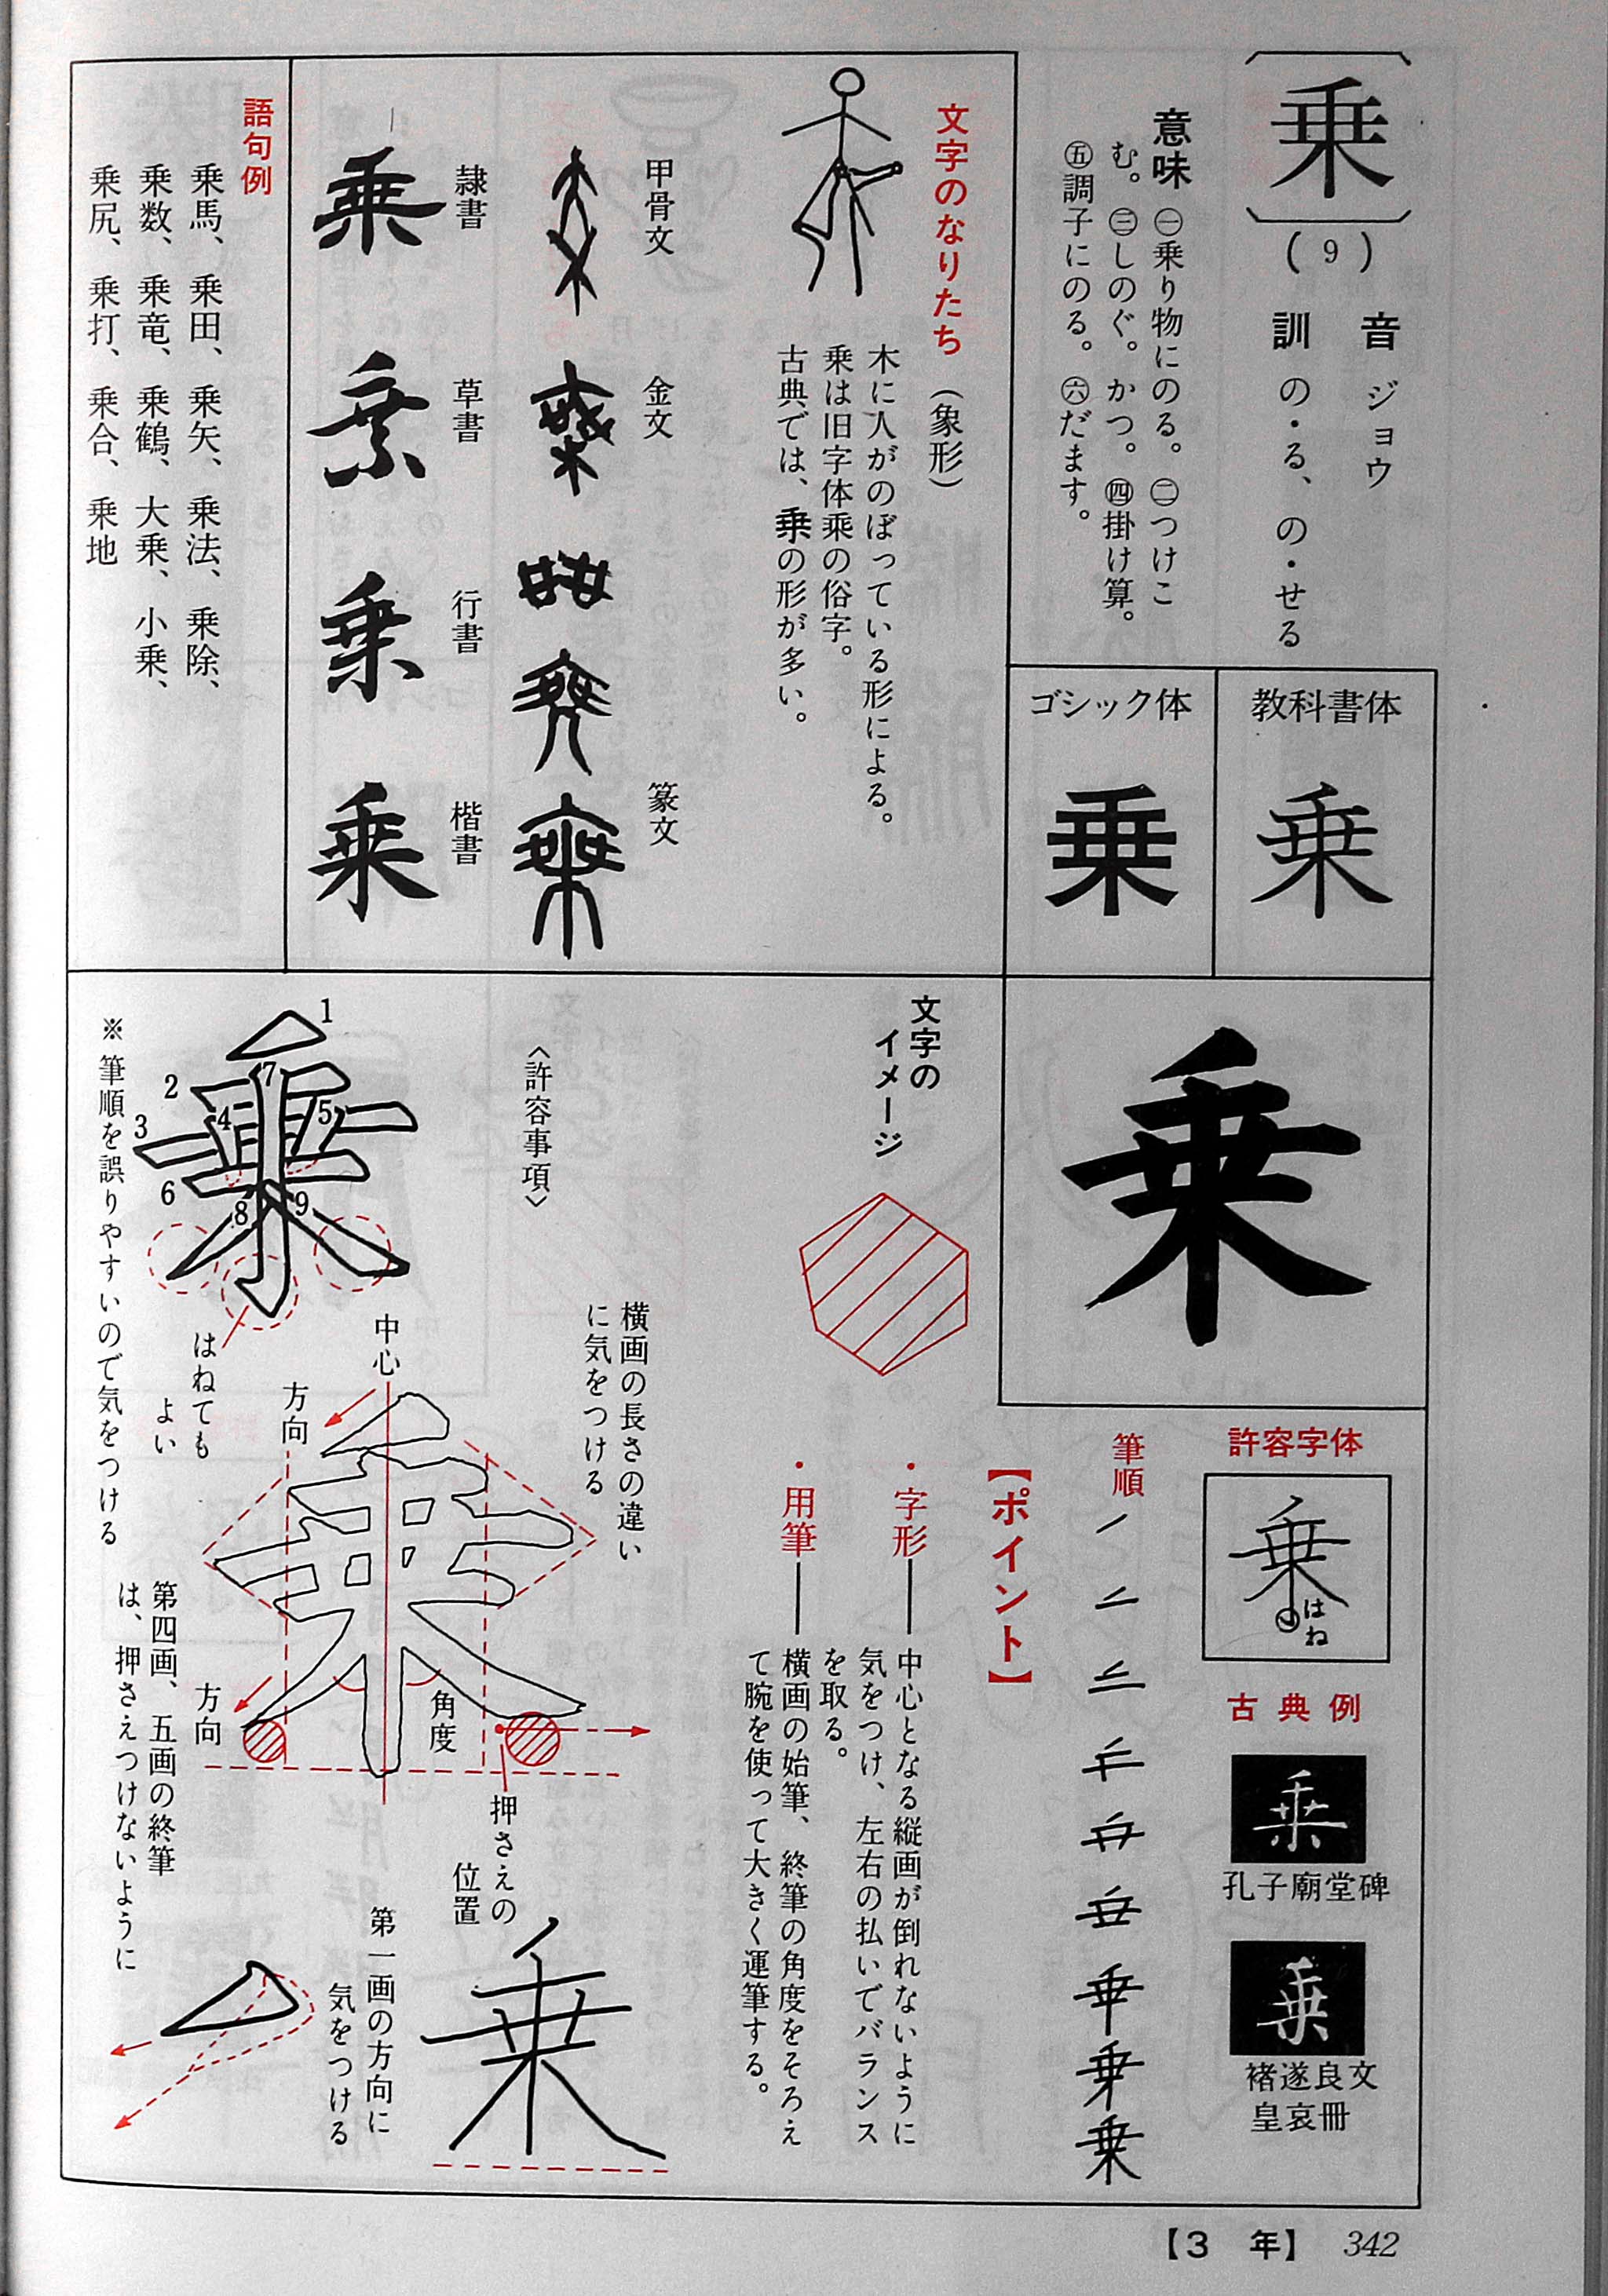 乗
(9)
音 ジョウ
訓 の・る、の・せる
意味 ㊀乗り物にのる。㊁つけこ
む。㊂しのぐ。かつ。㊃掛け算。
㊄調子にのる。㊅だます。
教科書体
乗
ゴシック体
乗
文字のなりたち（象形）
木に人がのぼっている形による。
乗は旧字体乘の俗字。
古典では、乗の形が多い。
甲骨文
金文
篆文
隷書
乗
草書
乗
行書
乗
楷書
乗
語句例
乗馬、乗田、乗矢、乗法、乗除、
乗数、乗竜、乗鶴、大乗、小乗、
乗尻、乗打、乗合、乗地
乗
許容字体
乗
はね
古典例
乗
孔子廟堂碑
乗
褚遂良文
皇哀冊
筆順
乗
【ポイント】
・字形——中心となる縦画が倒れないように
気をつけ、左右の払いでバランス
を取る。
・用筆——横画の始筆、終筆の角度をそろえ
て腕を使って大きく運筆する。
文字の
イメージ
〈許容事項〉
横画の長さの違い
に気をつける
中心
方向
方向
角度
押さえの
位置
乗
第一画の方向に
気をつける
1
2
3
4
5
6
7
8
9
はねても
よい
第四画、五画の終筆
は、押さえつけないように
※筆順を誤りやすいので気をつける
【3 年】 342